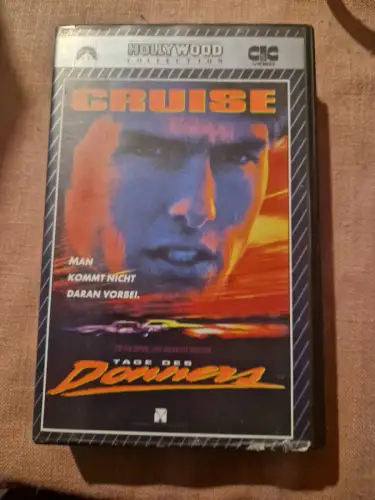 HOLLYWOOD
COLLECTION
CIC
VIDEO
CRUISE
MAN
KOMMT NICHT
DARAN VORBEI.
TAGE DES
Donners